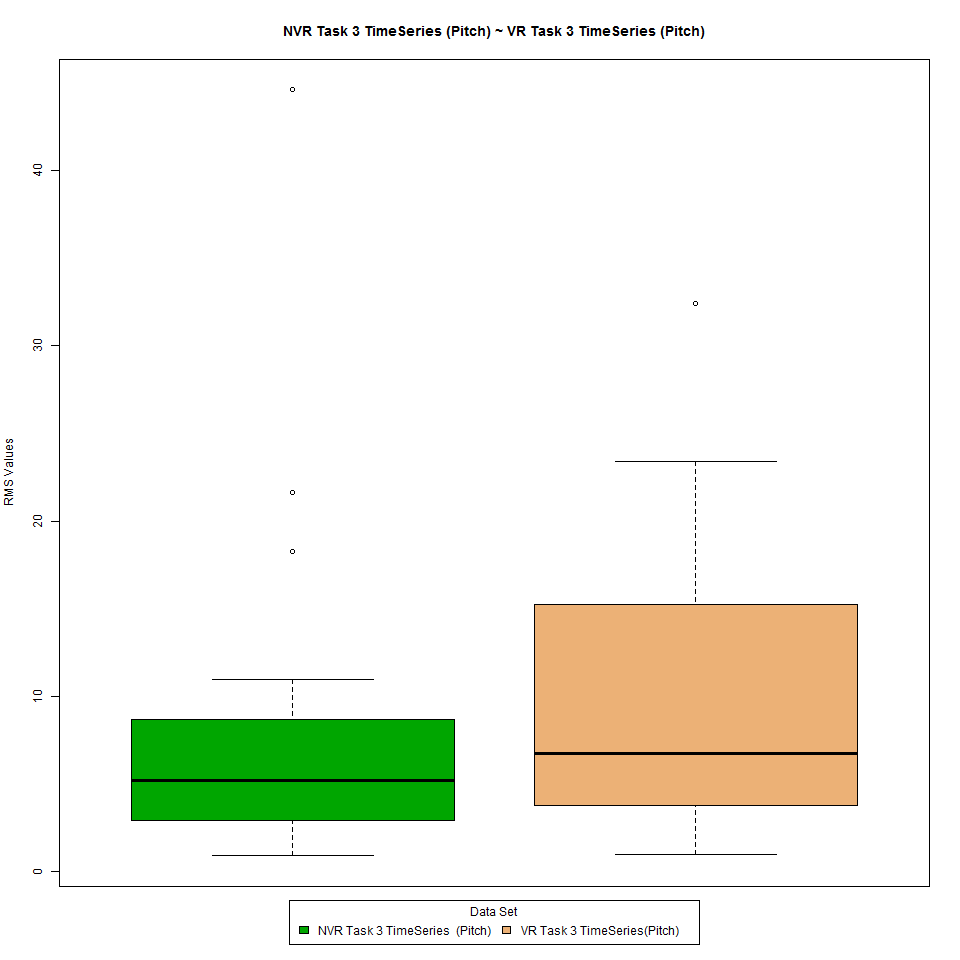 NVR Task 3 TimeSeries (Pitch) ~ VR Task 3 TimeSeries (Pitch)
40
30
20
10
0
RMS Values
Data Set
NVR Task 3 TimeSeries (Pitch) VR Task 3 TimeSeries(Pitch)